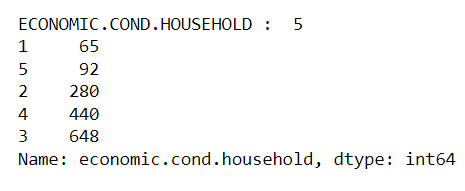 ECONOMIC.COND.HOUSEHOLD :  5
1     65
5     92
2    280
4    440
3    648
Name: economic.cond.household, dtype: int64